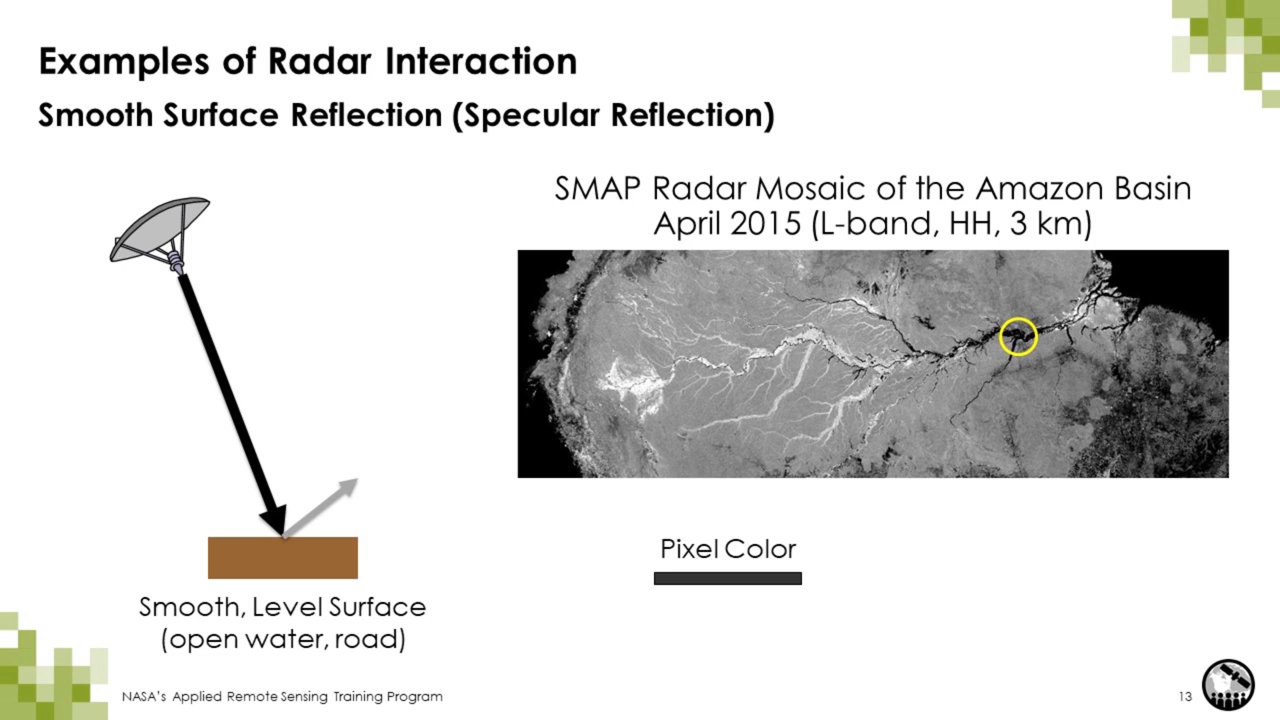 Examples of Radar Interaction
Smooth Surface Reflection (Specular Reflection)
SMAP Radar Mosaic of the Amazon Basin
April 2015 (L-band, HH, 3 km)
Pixel Color
Smooth, Level Surface
(open water, road)
NASA's Applied Remote Sensing Training Program
13